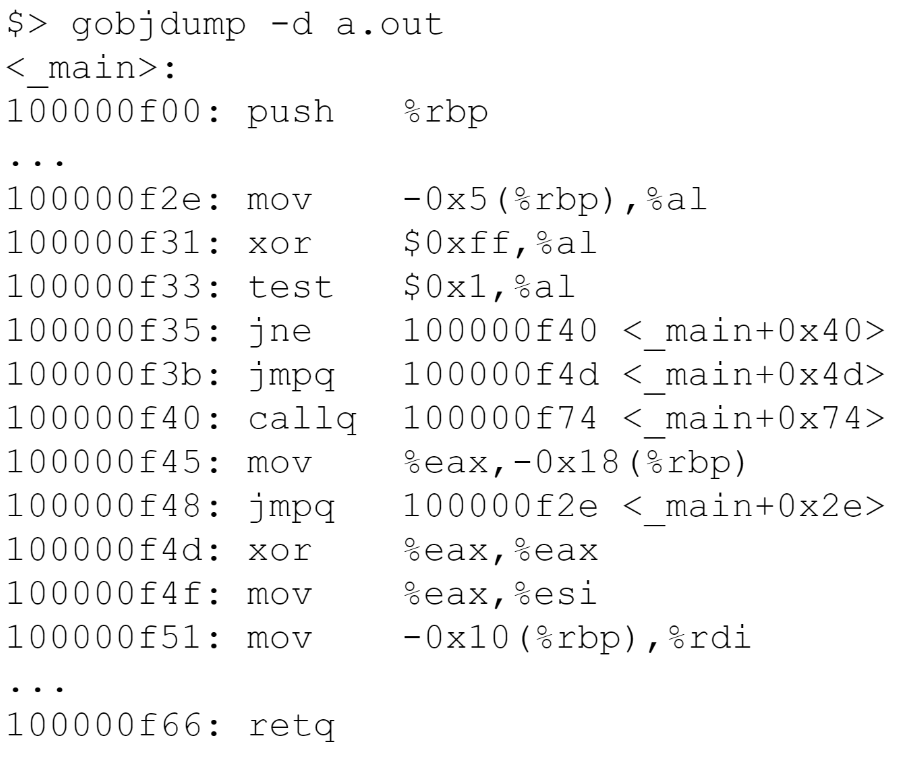 $> gobjdump -d a.out
<_main>:
100000f00: push   %rbp
...
100000f2e: mov    -0x5(%rbp),%al
100000f31: xor    $0xff,%al
100000f33: test   $0x1,%al
100000f35: jne    100000f40 <_main+0x40>
100000f3b: jmpq   100000f4d <_main+0x4d>
100000f40: callq  100000f74 <_main+0x74>
100000f45: mov    %eax,-0x18(%rbp)
100000f48: jmpq   100000f2e <_main+0x2e>
100000f4d: xor    %eax,%eax
100000f4f: mov    %eax,%esi
100000f51: mov    -0x10(%rbp),%rdi
...
100000f66: retq